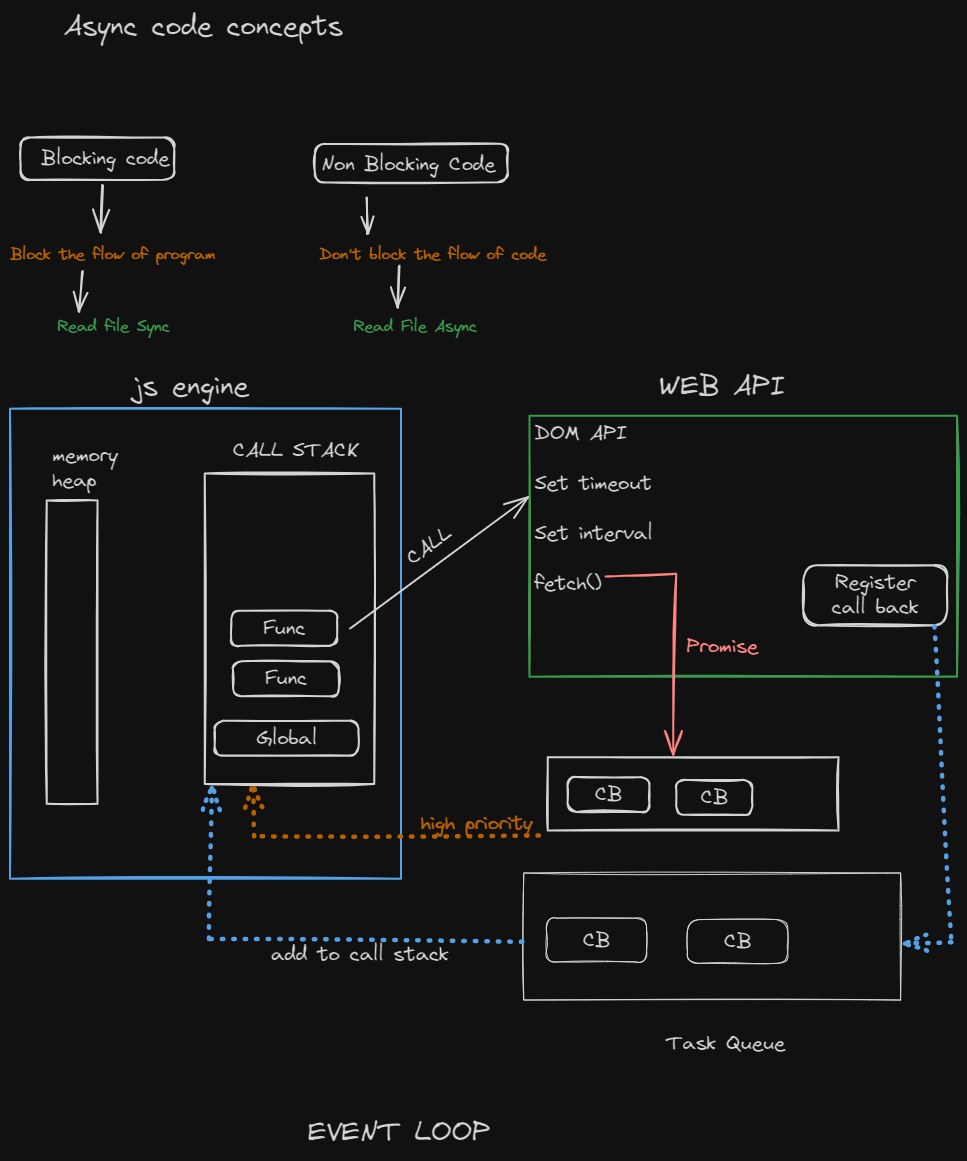 Async code concepts
Blocking code
Non Blocking Code
Block the flow of program
Don't block the flow of code
Read file Sync
Read File Async
js engine
WEB API
memory
heap
CALL STACK
DOM API
Set timeout
Set interval
fetch()
CALL
Register
call back
Func
Func
Global
Promise
CB
CB
high priority
CB
CB
add to call stack
Task Queue
EVENT LOOP